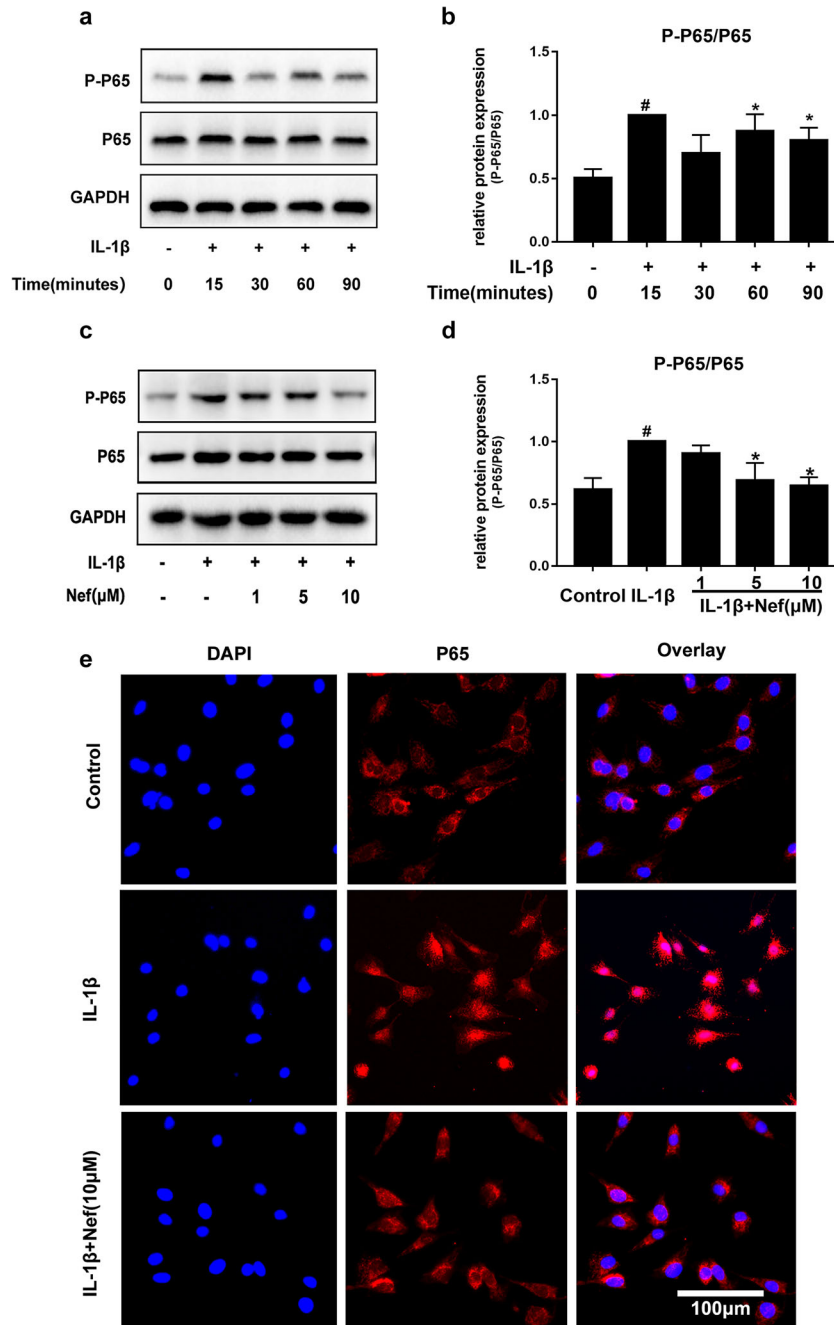 a
P-P65
P65
GAPDH
IL-1β - + + + +
Time(minutes) 0 15 30 60 90
b
P-P65/P65
relative protein expression
(P-P65/P65)
1.5
1.0
0.5
0.0
#
*
*
IL-1β - + + + +
Time(minutes) 0 15 30 60 90
c
P-P65
P65
GAPDH
IL-1β - + + + +
Nef(μM) - - 1 5 10
d
P-P65/P65
relative protein expression
(P-P65/P65)
1.5
1.0
0.5
0.0
#
*
*
1 5 10
Control IL-1β IL-1β+Nef(μM)
e
DAPI P65 Overlay
Control
IL-1β
IL-1β+Nef(10μM)
100μm